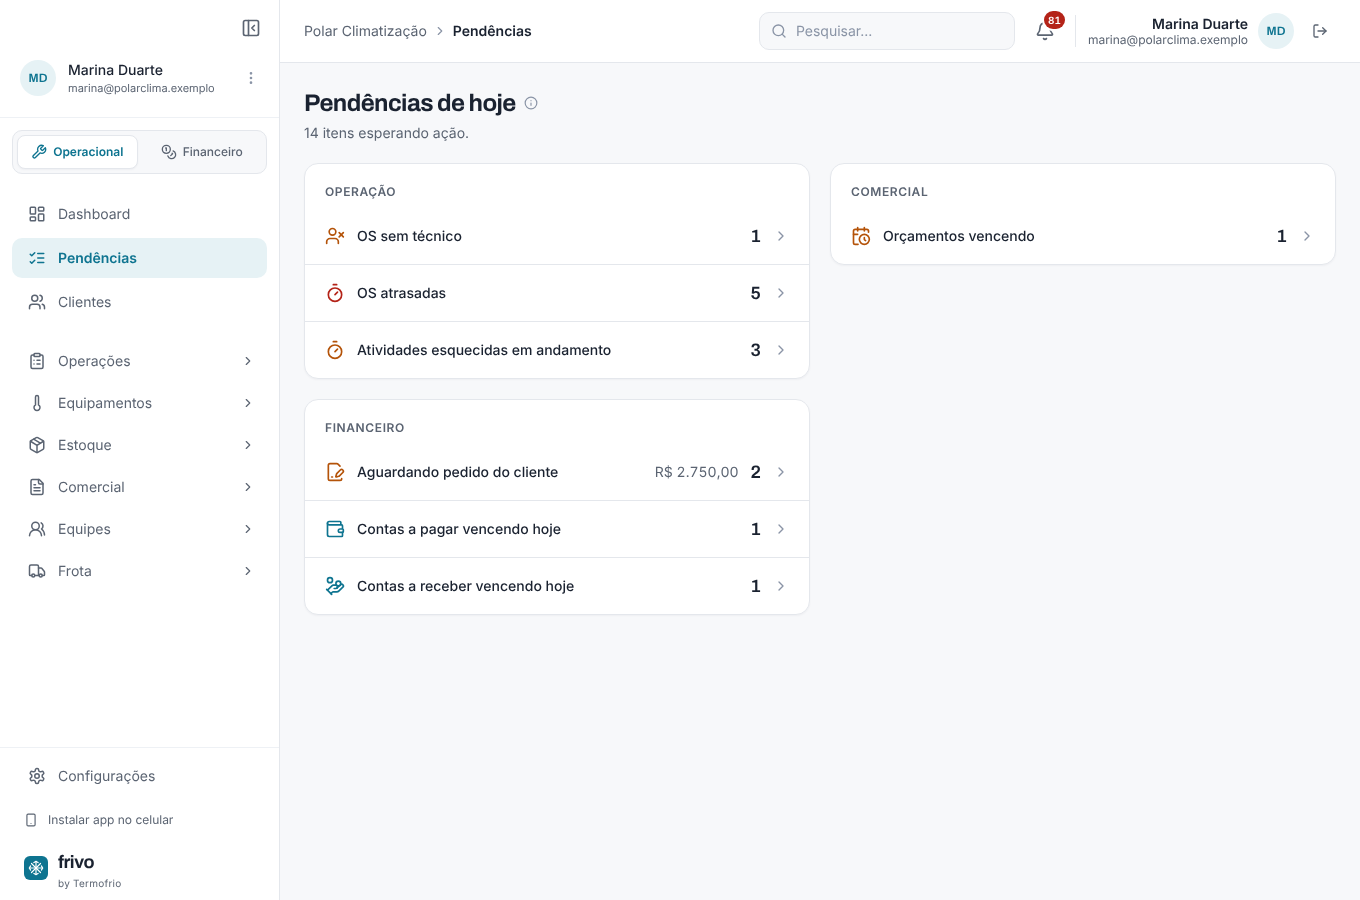 Marina Duarte
marina@polarclima.exemplo
MD
Operacional
Financeiro
Dashboard
Pendências
Clientes
Operações
Equipamentos
Estoque
Comercial
Equipes
Frota
Configurações
Instalar app no celular
frivo
by Termofrio
Polar Climatização > Pendências
Pesquisar...
81
Marina Duarte
marina@polarclima.exemplo
MD
Pendências de hoje
14 itens esperando ação.
OPERAÇÃO
OS sem técnico 1
OS atrasadas 5
Atividades esquecidas em andamento 3
FINANCEIRO
Aguardando pedido do cliente R$ 2.750,00 2
Contas a pagar vencendo hoje 1
Contas a receber vencendo hoje 1
COMERCIAL
Orçamentos vencendo 1